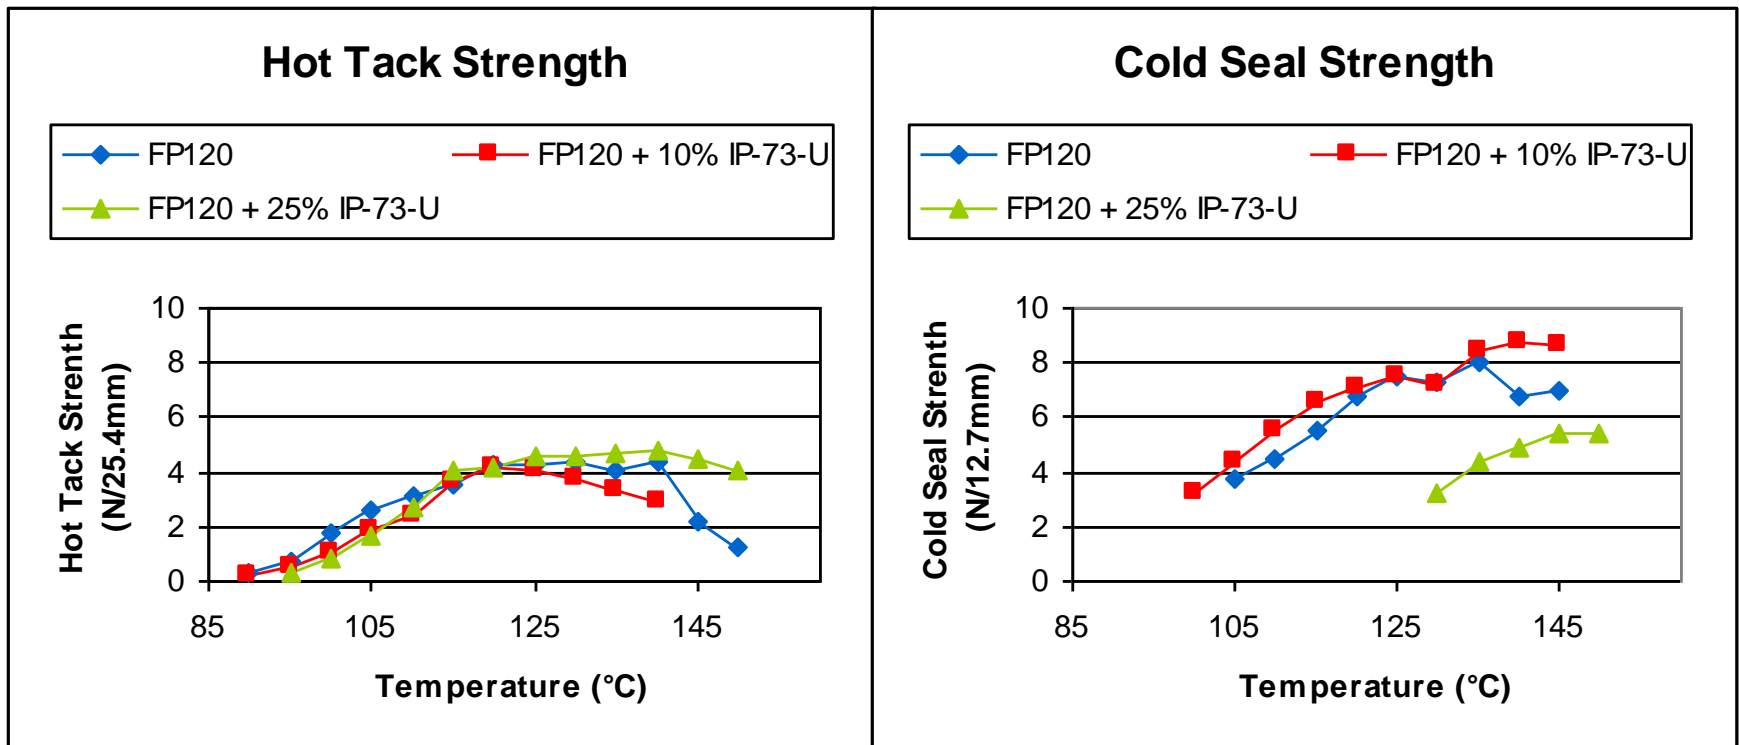 Hot Tack Strength
FP120
FP120 + 10% IP-73-U
FP120 + 25% IP-73-U
Hot Tack Strenth
(N/25.4mm)
10
8
6
4
2
0
85
105
125
145
Temperature (°C)
Cold Seal Strength
FP120
FP120 + 10% IP-73-U
FP120 + 25% IP-73-U
Cold Seal Strenth
(N/12.7mm)
10
8
6
4
2
0
85
105
125
145
Temperature (°C)